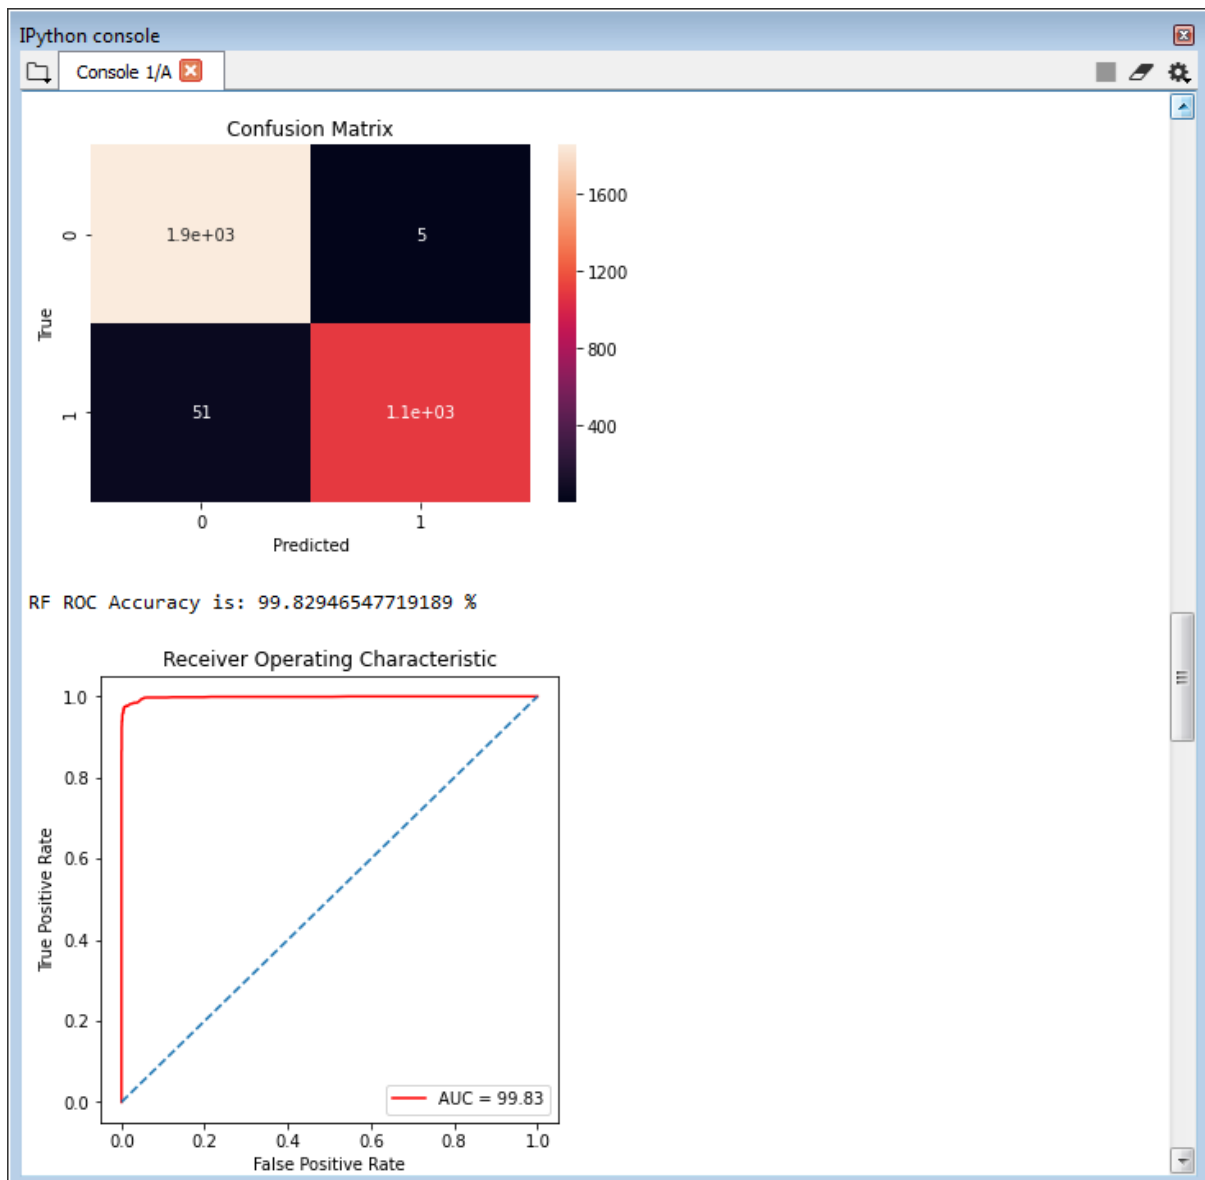 IPython console
Console 1/A
Confusion Matrix
1.9e+03
5
51
1.1e+03
0
1
True
0
1
Predicted
1600
1200
800
400
RF ROC Accuracy is: 99.82946547719189 %
Receiver Operating Characteristic
1.0
0.8
0.6
0.4
0.2
0.0
True Positive Rate
AUC = 99.83
0.0 0.2 0.4 0.6 0.8 1.0
False Positive Rate